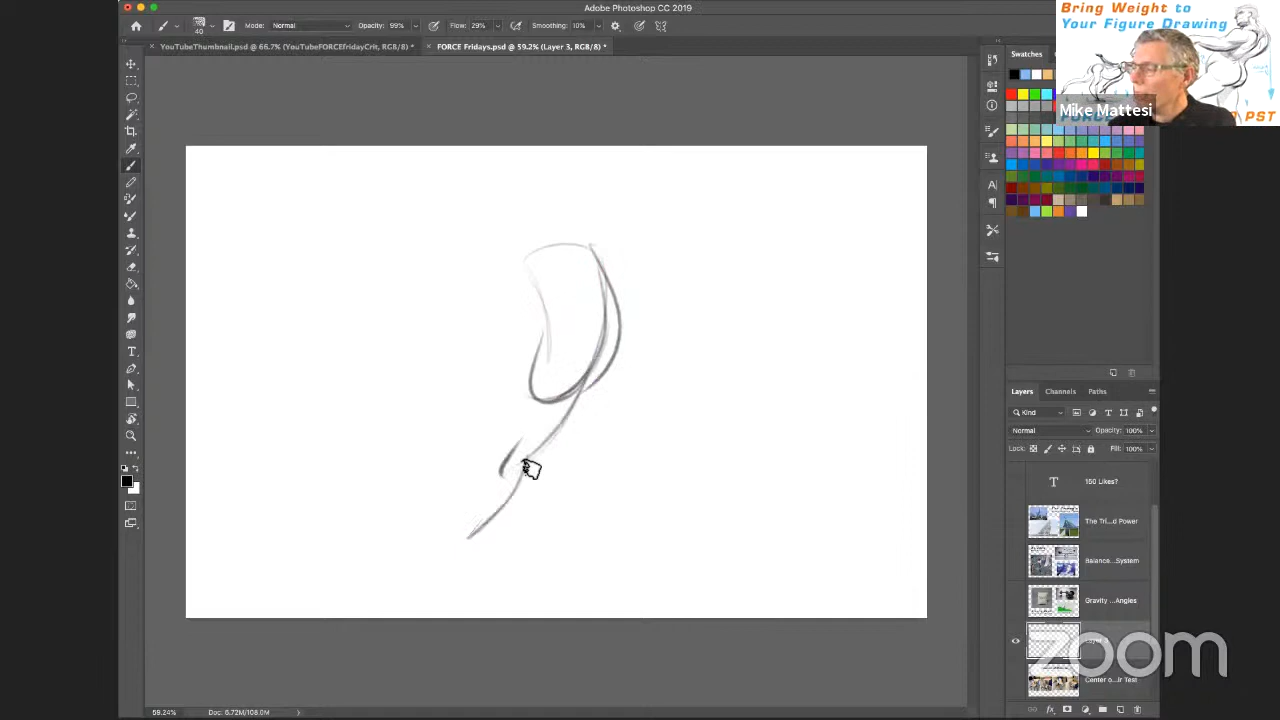 Adobe Photoshop CC 2019
Bring Weight to
Your Figure Drawing
Mode: Normal
Opacity: 99%
Flow: 29%
Smoothing: 10%
40
YouTubeThumbnail.psd @ 66.7% (YouTubeFORCEfridayCrit, RGB/8) *
FORCE Fridays.psd @ 59.2% (Layer 3, RGB/8) *
Swatches
Mike Mattesi
PST
Layers Channels Paths
Kind
Normal
Opacity: 100%
Lock:
Fill: 100%
150 Likes?
The Tri...d Power
Balance...System
Gravity ...Angles
Center o...ir Test
zoom
59.24% Doc: 5.72M/108.0M